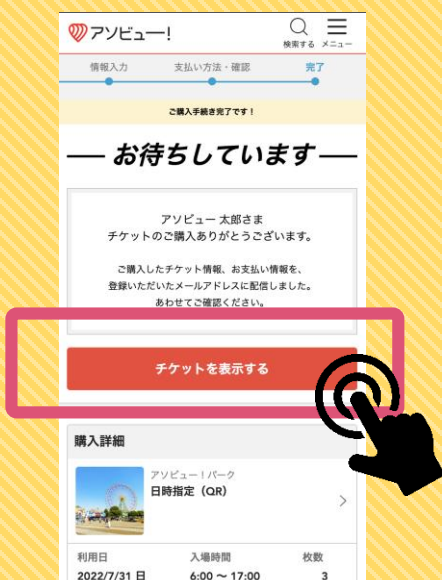 アソビュー!
検索する メニュー
情報入力 支払い方法・確認 完了
ご購入手続き完了です!
お待ちしています
アソビュー 太郎さま
チケットのご購入ありがとうございます。
ご購入したチケット情報、お支払い情報を、
登録いただいたメールアドレスに配信しました。
あわせてご確認ください。
チケットを表示する
購入詳細
アソビュー!パーク
日時指定(QR)
利用日 入場時間 枚数
2022/7/31 日 6:00 〜 17:00 3